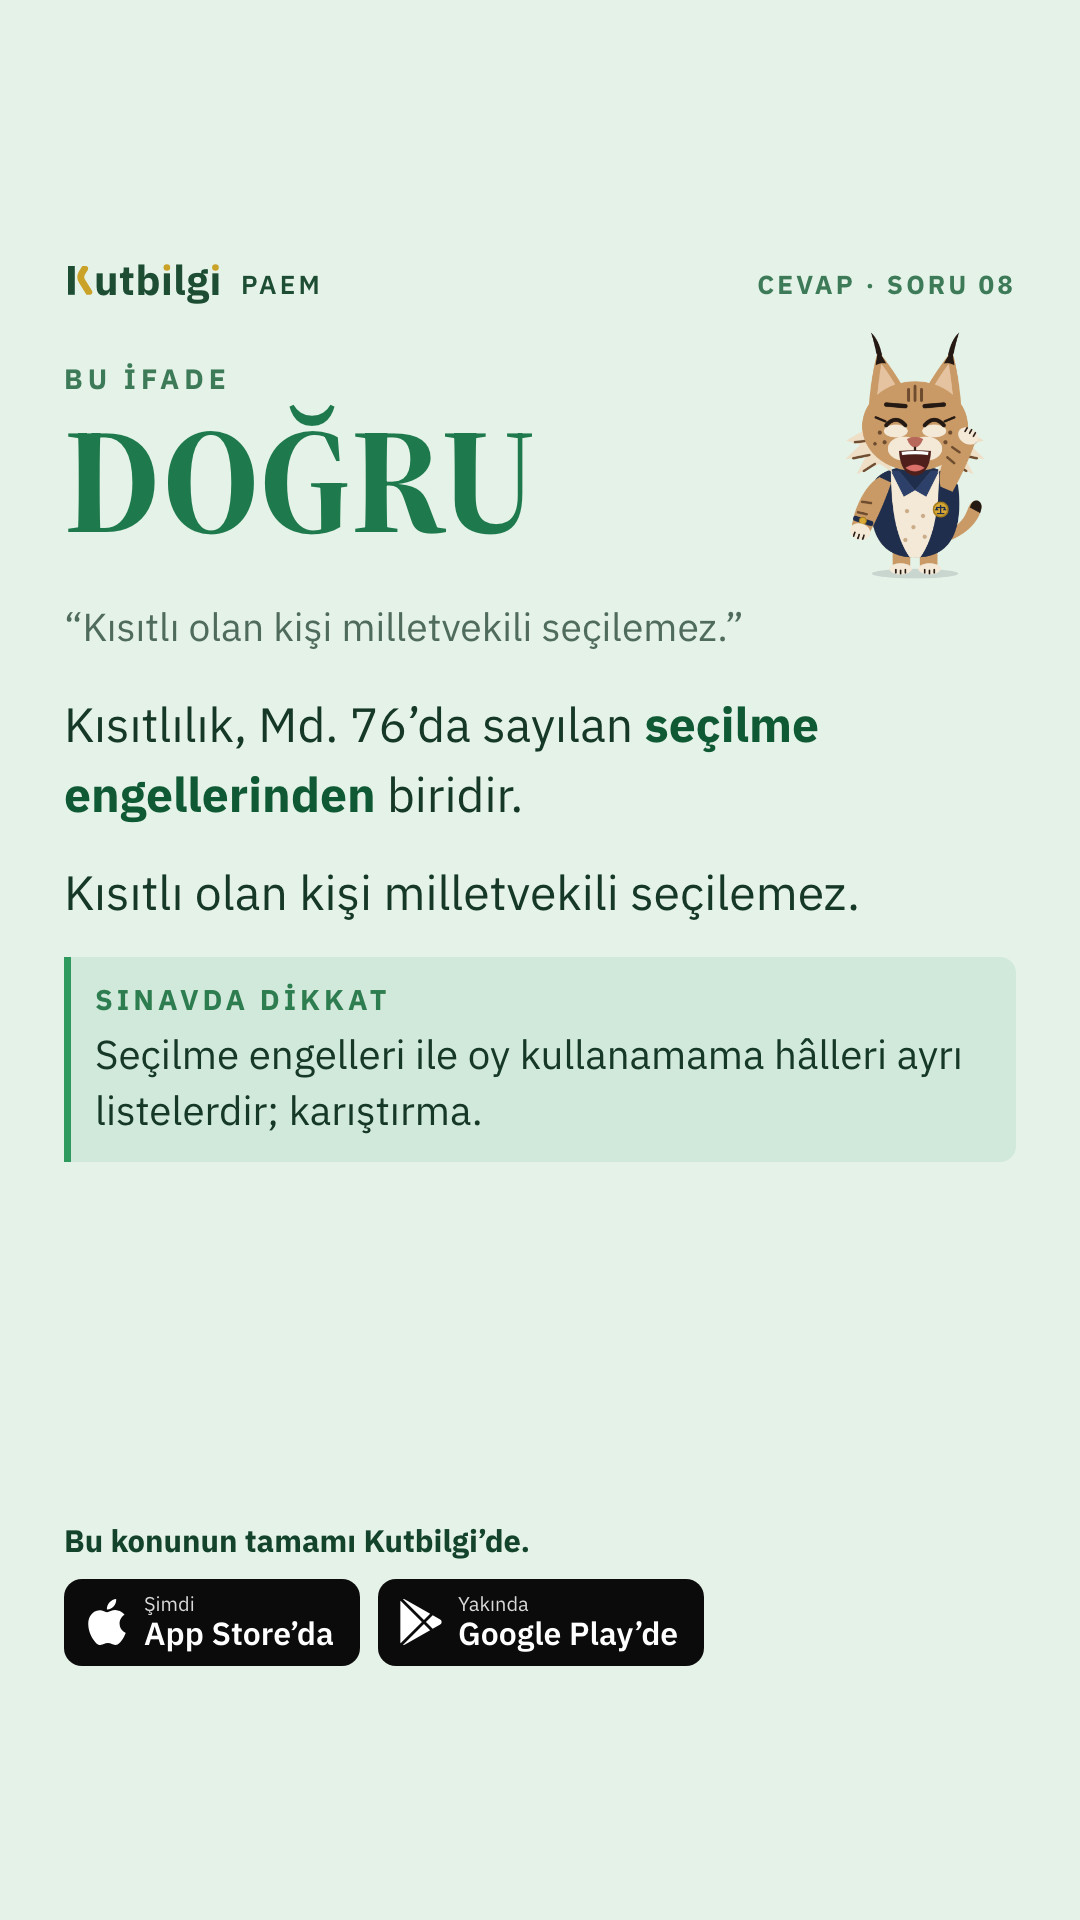 Kutbilgi PAEM
CEVAP · SORU 08
BU İFADE
DOĞRU
“Kısıtlı olan kişi milletvekili seçilemez.”
Kısıtlılık, Md. 76’da sayılan seçilme
engellerinden biridir.
Kısıtlı olan kişi milletvekili seçilemez.
SINAVDA DİKKAT
Seçilme engelleri ile oy kullanamama hâlleri ayrı
listelerdir; karıştırma.
Bu konunun tamamı Kutbilgi’de.
Şimdi
App Store’da
Yakında
Google Play’de